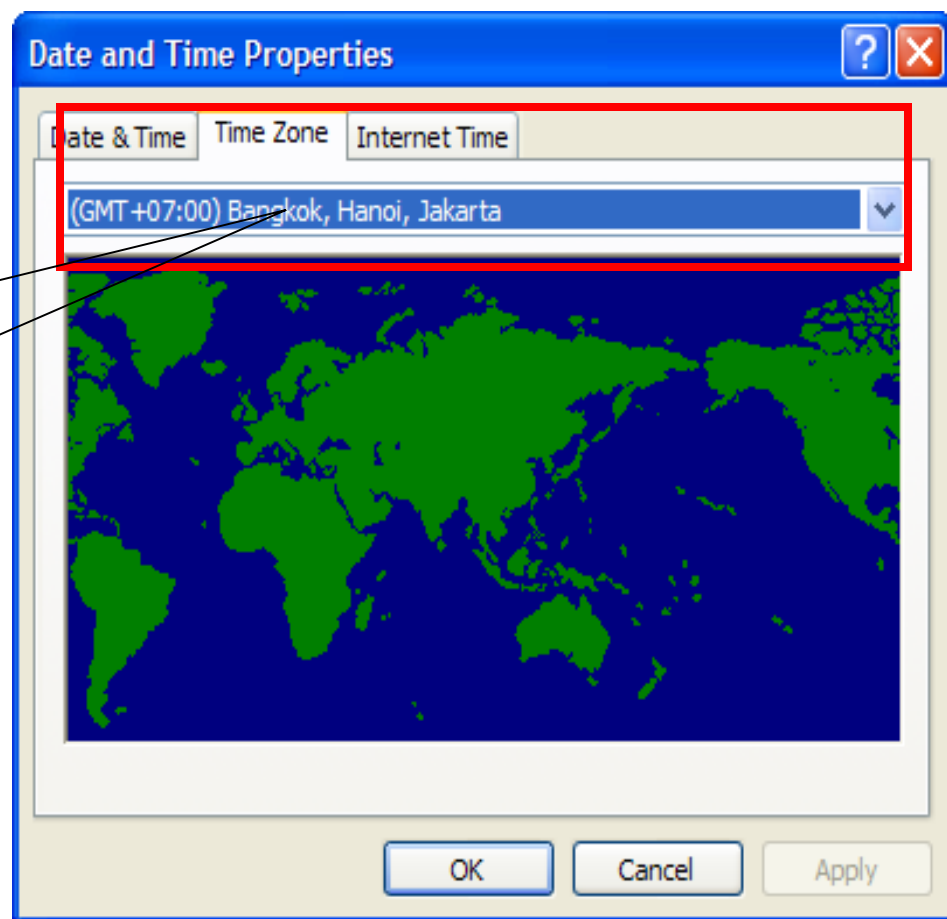 Date and Time Properties
Date & Time Time Zone Internet Time
(GMT+07:00) Bangkok, Hanoi, Jakarta
OK Cancel Apply